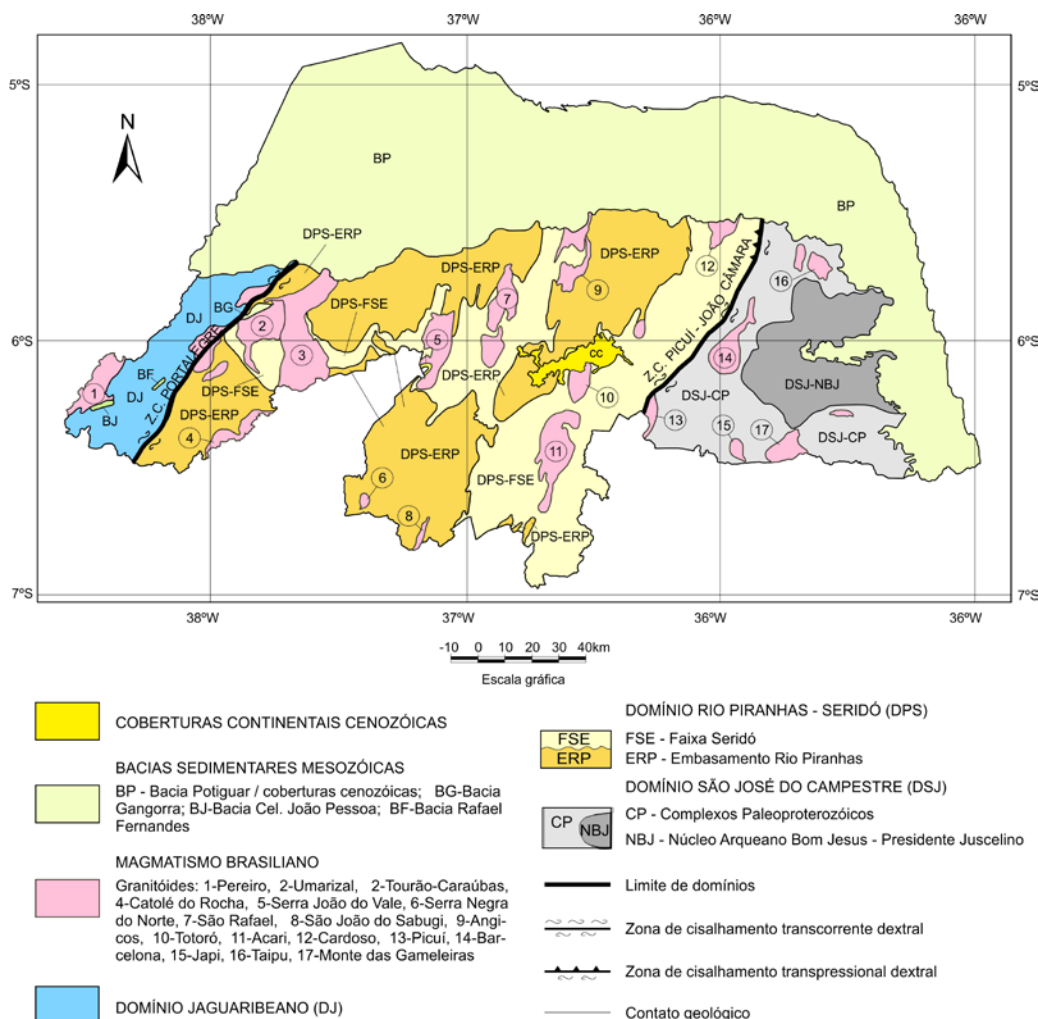 38ºW
37ºW
36ºW
36ºW
5ºS
5ºS
N
BP
BP
DPS-ERP
DPS-ERP
DPS-ERP
12
16
BG
DPS-FSE
7
9
DJ
2
Z.C. PICUÍ - JOÃO CÂMARA
6ºS
6ºS
5
3
CC
14
DSJ-NBJ
BF
DJ
Z.C. PORTALEGRE
DPS-FSE
DPS-ERP
1
BJ
DPS-ERP
10
DSJ-CP
4
13
15
17
DSJ-CP
DPS-ERP
11
6
DPS-FSE
8
DPS-ERP
7ºS
7ºS
38ºW
37ºW
36ºW
36ºW
-10 0 10 20 30 40km
Escala gráfica
COBERTURAS CONTINENTAIS CENOZÓICAS
BACIAS SEDIMENTARES MESOZÓICAS
BP - Bacia Potiguar / coberturas cenozóicas; BG-Bacia
Gangorra; BJ-Bacia Cel. João Pessoa; BF-Bacia Rafael
Fernandes
MAGMATISMO BRASILIANO
Granitóides: 1-Pereiro, 2-Umarizal, 2-Tourão-Caraúbas,
4-Catolé do Rocha, 5-Serra João do Vale, 6-Serra Negra
do Norte, 7-São Rafael, 8-São João do Sabugi, 9-Angi-
cos, 10-Totoró, 11-Acari, 12-Cardoso, 13-Picuí, 14-Bar-
celona, 15-Japi, 16-Taipu, 17-Monte das Gameleiras
DOMÍNIO JAGUARIBEANO (DJ)
DOMÍNIO RIO PIRANHAS - SERIDÓ (DPS)
FSE
FSE - Faixa Seridó
ERP
ERP - Embasamento Rio Piranhas
DOMÍNIO SÃO JOSÉ DO CAMPESTRE (DSJ)
CP
CP - Complexos Paleoproterozóicos
NBJ
NBJ - Núcleo Arqueano Bom Jesus - Presidente Juscelino
Limite de domínios
Zona de cisalhamento transcorrente dextral
Zona de cisalhamento transpressional dextral
Contato geológico